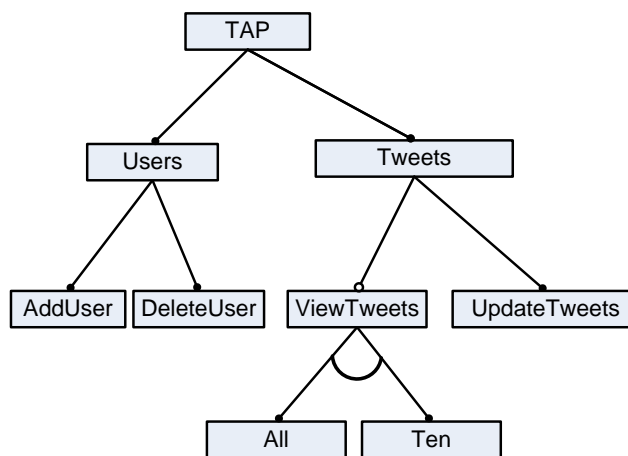 TAP
Users
Tweets
AddUser
DeleteUser
ViewTweets
UpdateTweets
All
Ten